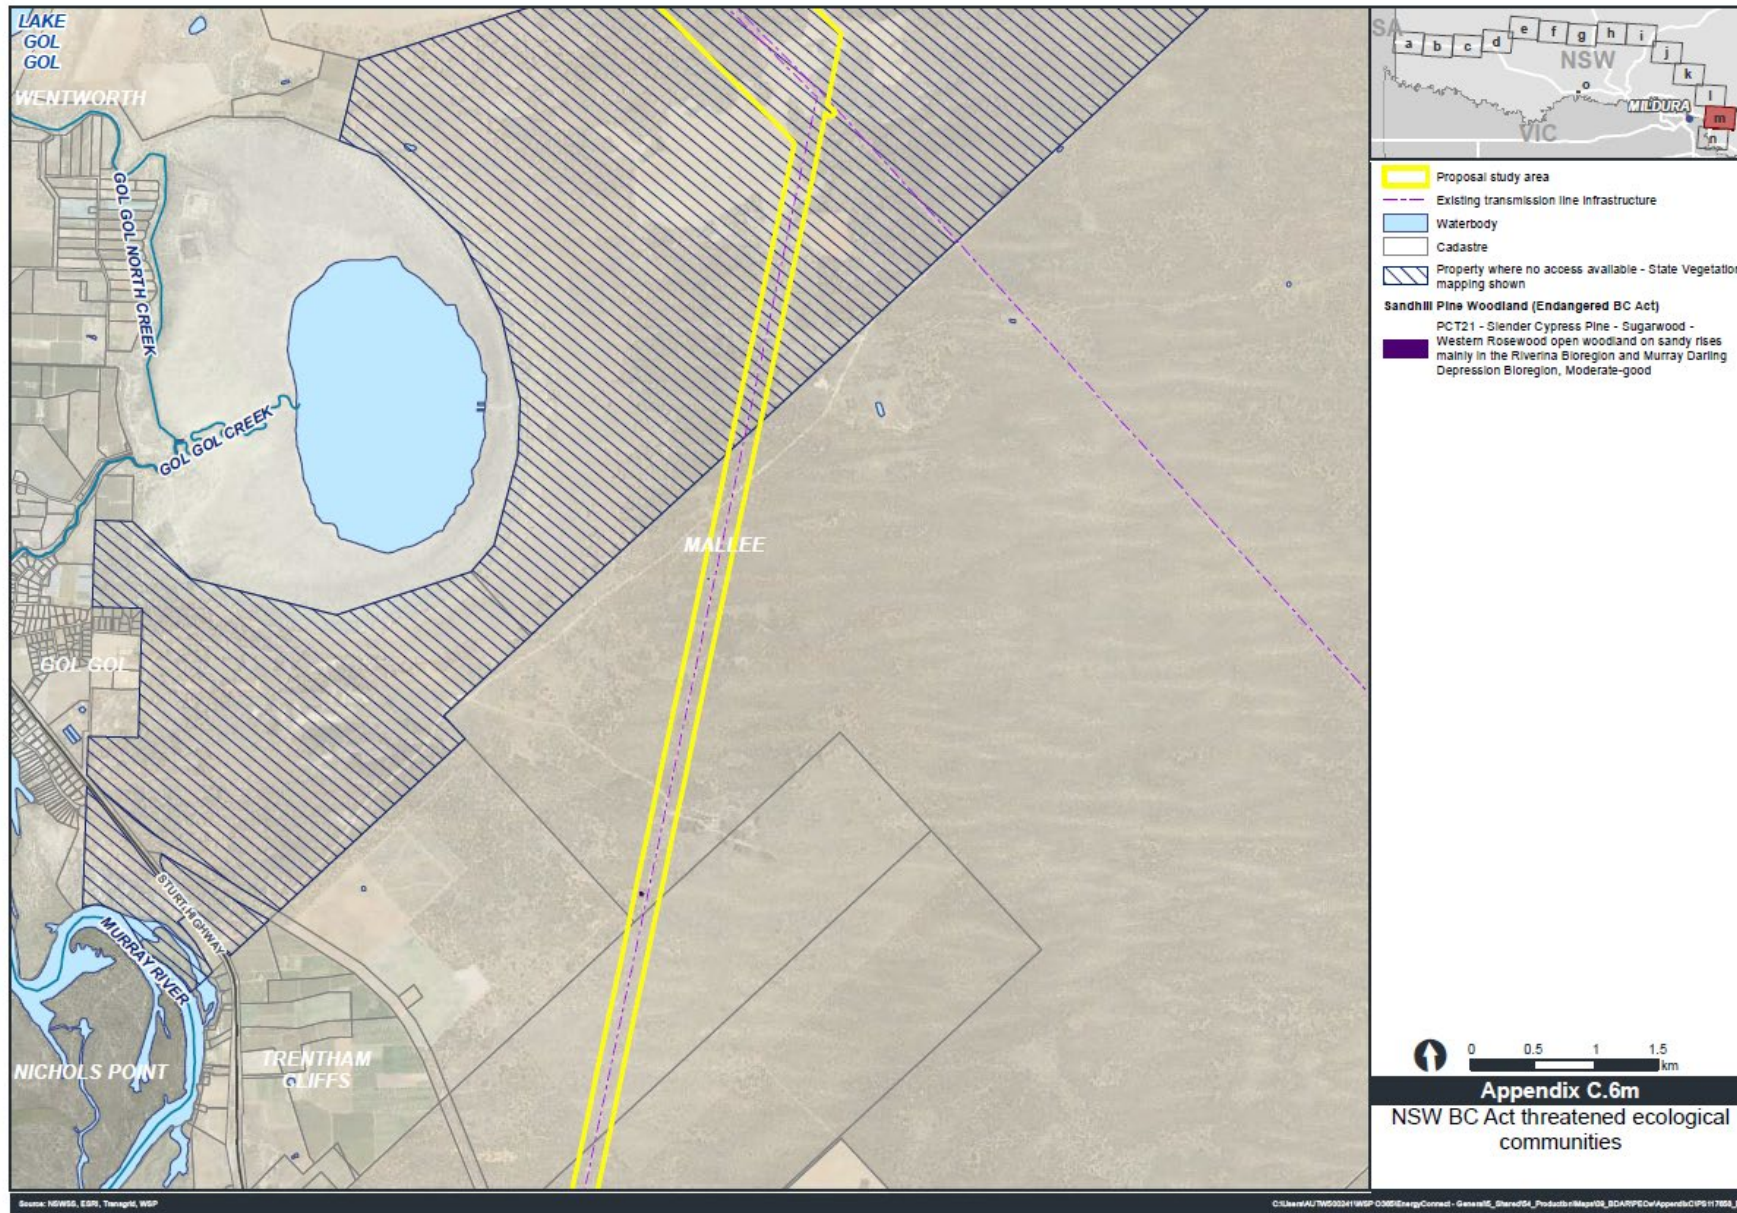 LAKE
GOL
GOL
WENTWORTH
GOL GOL NORTH CREEK
GOL GOL CREEK
MALLEE
GOL GOL
STURT HIGHWAY
MURRAY RIVER
NICHOLS POINT
TRENTHAM
CLIFFS
SA
a
b
c
d
e
f
g
h
i
j
k
l
m
n
o
NSW
MILDURA
VIC
Proposal study area
Existing transmission line infrastructure
Waterbody
Cadastre
Property where no access available - State Vegetation
mapping shown
Sandhill Pine Woodland (Endangered BC Act)
PCT21 - Slender Cypress Pine - Sugarwood -
Western Rosewood open woodland on sandy rises
mainly in the Riverina Bioregion and Murray Darling
Depression Bioregion, Moderate-good
0 0.5 1 1.5
km
Appendix C.6m
NSW BC Act threatened ecological
communities
Source: NSWSS, ESRI, Transgrid, WSP